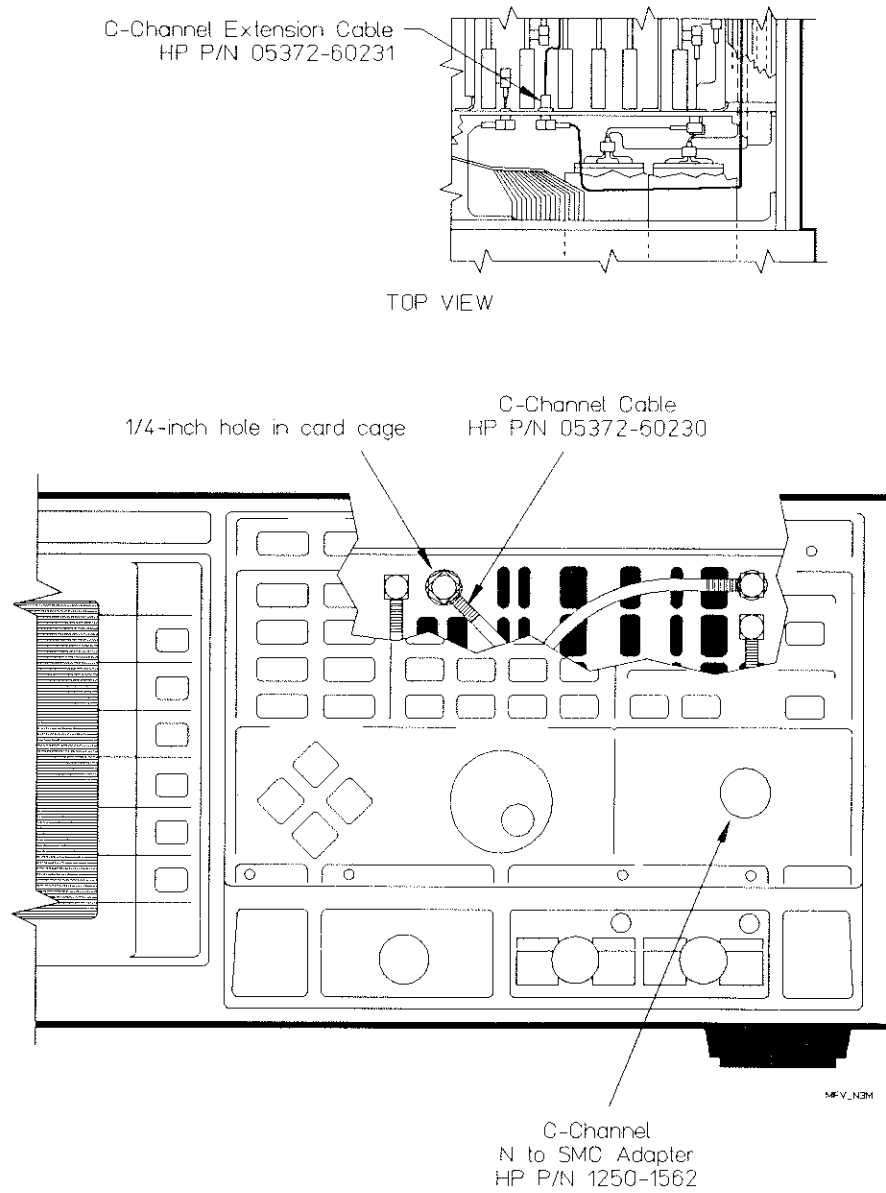 C-Channel Extension Cable
HP P/N 05372-60231
TOP VIEW
C-Channel Cable
HP P/N 05372-60230
1/4-inch hole in card cage
MFV_N3M
C-Channel
N to SMC Adapter
HP P/N 1250-1562